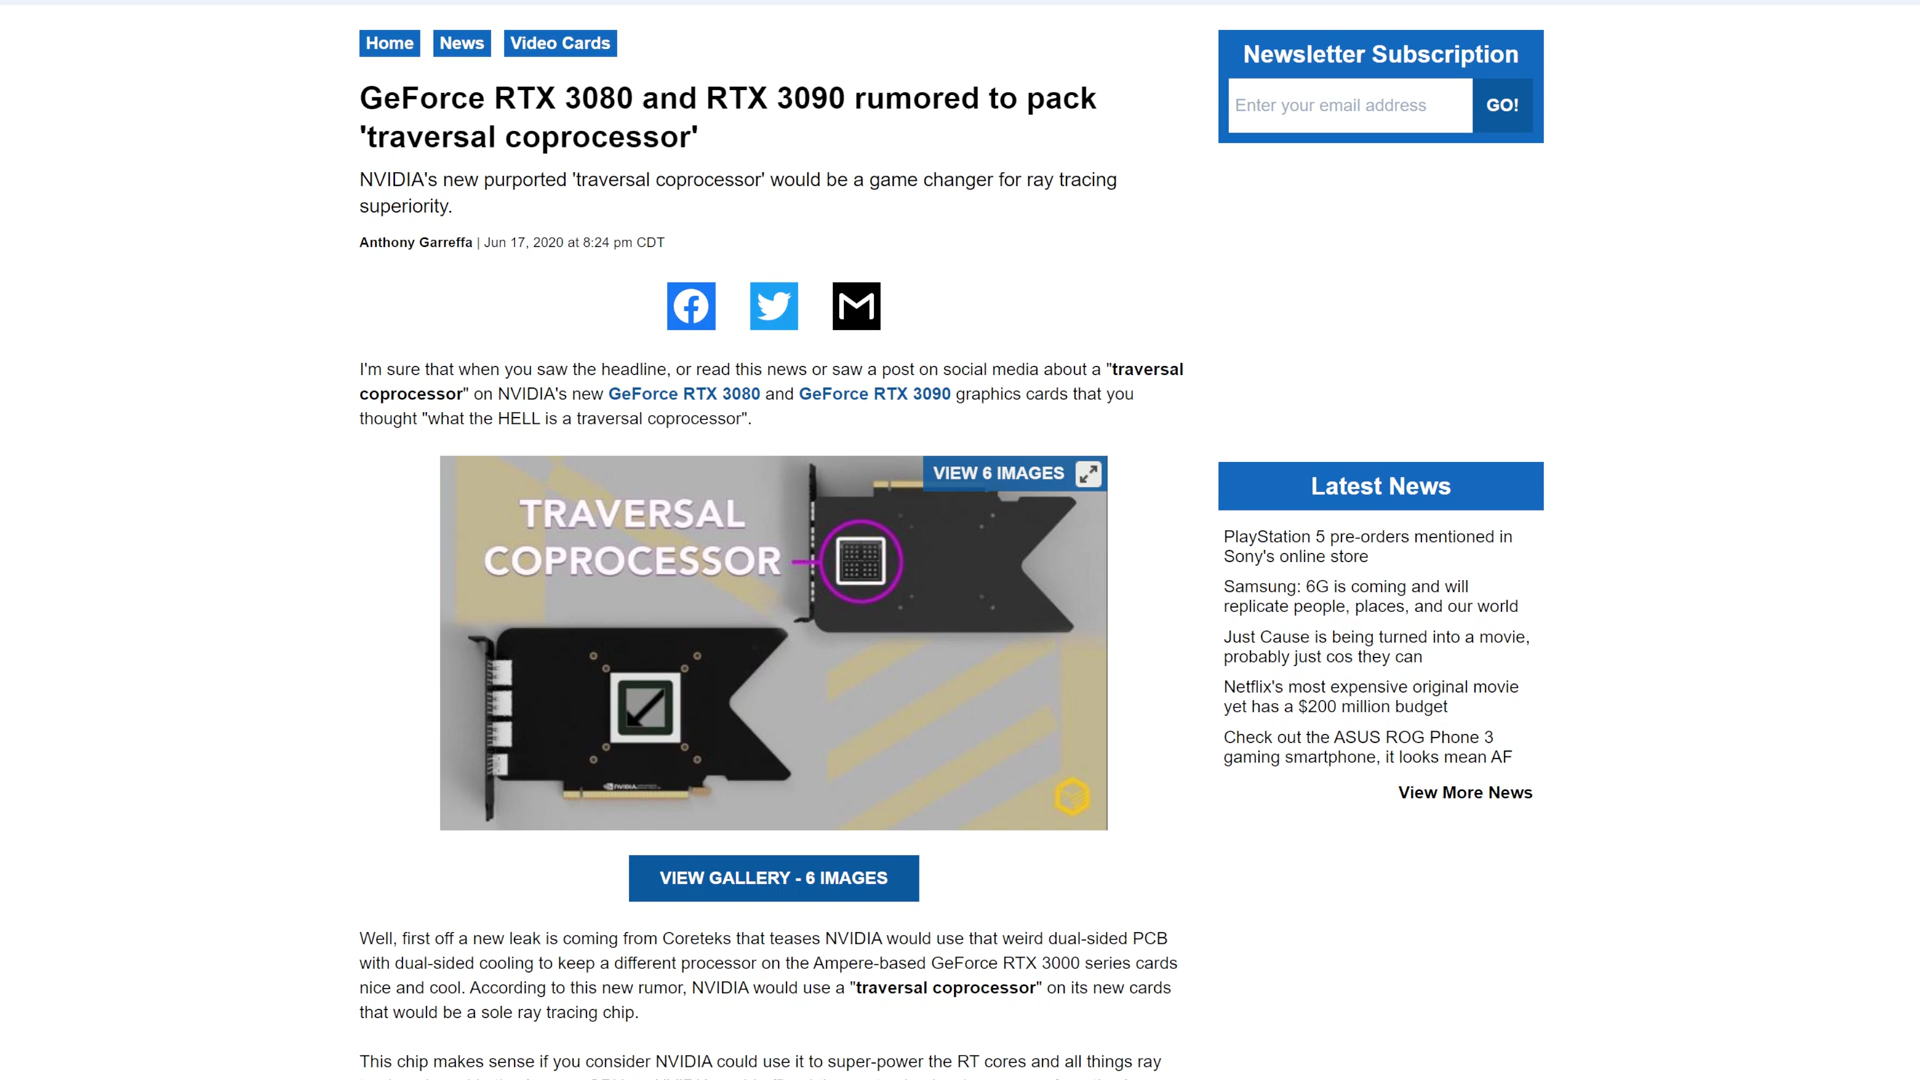 Home News Video Cards
GeForce RTX 3080 and RTX 3090 rumored to pack
'traversal coprocessor'
NVIDIA's new purported 'traversal coprocessor' would be a game changer for ray tracing
superiority.
Anthony Garreffa | Jun 17, 2020 at 8:24 pm CDT
I'm sure that when you saw the headline, or read this news or saw a post on social media about a "traversal
coprocessor" on NVIDIA's new GeForce RTX 3080 and GeForce RTX 3090 graphics cards that you
thought "what the HELL is a traversal coprocessor".
VIEW 6 IMAGES
TRAVERSAL
COPROCESSOR
NVIDIA
VIEW GALLERY - 6 IMAGES
Well, first off a new leak is coming from Coreteks that teases NVIDIA would use that weird dual-sided PCB
with dual-sided cooling to keep a different processor on the Ampere-based GeForce RTX 3000 series cards
nice and cool. According to this new rumor, NVIDIA would use a "traversal coprocessor" on its new cards
that would be a sole ray tracing chip.
This chip makes sense if you consider NVIDIA could use it to super-power the RT cores and all things ray
Newsletter Subscription
Enter your email address GO!
Latest News
PlayStation 5 pre-orders mentioned in
Sony's online store
Samsung: 6G is coming and will
replicate people, places, and our world
Just Cause is being turned into a movie,
probably just cos they can
Netflix's most expensive original movie
yet has a $200 million budget
Check out the ASUS ROG Phone 3
gaming smartphone, it looks mean AF
View More News